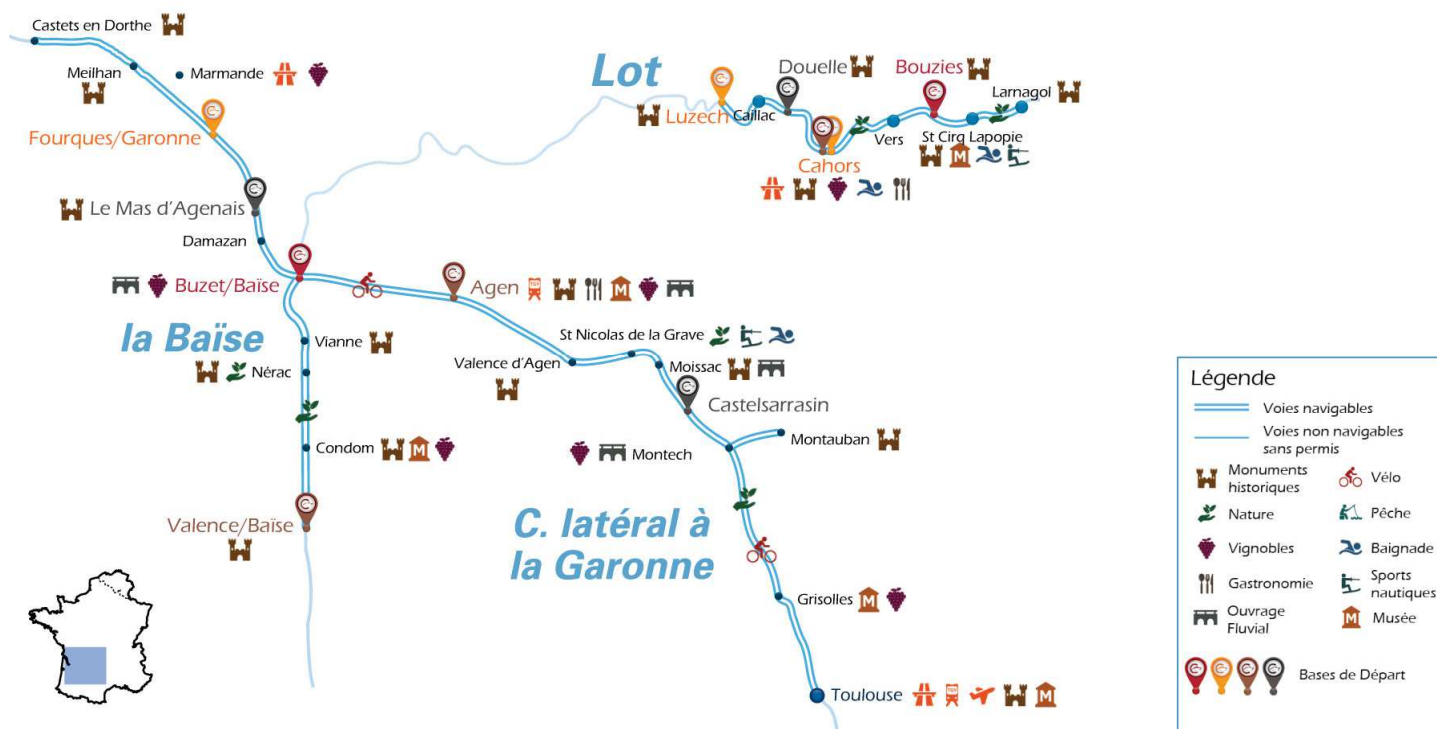 Castets en Dorthe
Meilhan
Marmande
Fourques/Garonne
Le Mas d'Agenais
Damazan
Buzet/Baïse
la Baïse
Vianne
Nérac
Condom
Valence/Baïse
Agen
Valence d'Agen
St Nicolas de la Grave
Moissac
Castelsarrasin
Montech
Montauban
C. latéral à
la Garonne
Grisolles
Toulouse
Lot
Luzech
Caillac
Douelle
Cahors
Vers
Bouzies
St Cirq Lapopie
Larnagol
Légende
Voies navigables
Voies non navigables
sans permis
Monuments
historiques
Vélo
Nature
Pêche
Vignobles
Baignade
Gastronomie
Sports
nautiques
Ouvrage
Fluvial
M
Musée
Bases de Départ